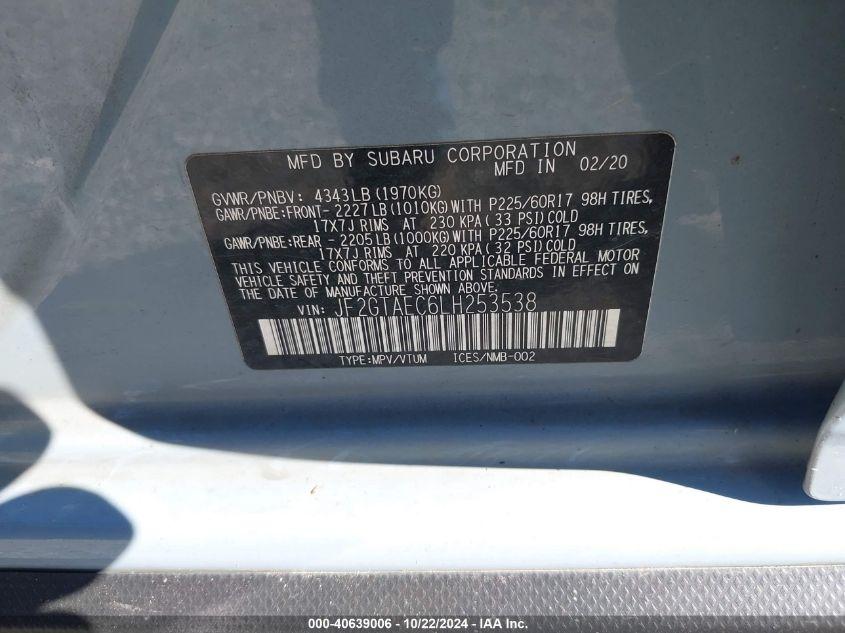 MFD BY SUBARU CORPORATION
MFD IN 02/20
GVWR/PNBV: 4343LB(1970KG)
GAWR/PNBE:FRONT-2227LB(1010KG)WITH P225/60R17 98H TIRES,
17X7J RIMS AT 230 KPA(33 PSI)COLD
GAWR/PNBE:REAR -2205LB(1000KG)WITH P225/60R17 98H TIRES,
17X7J RIMS AT 220 KPA(32 PSI)COLD
THIS VEHICLE CONFORMS TO ALL APPLICABLE FEDERAL MOTOR
VEHICLE SAFETY AND THEFT PREVENTION STANDARDS IN EFFECT ON
THE DATE OF MANUFACTURE SHOWN ABOVE.
VIN: JF2GTAEC6LH253538
TYPE:MPV/VTUM ICES/NMB-002
000-40639006 - 10/22/2024 - IAA Inc.